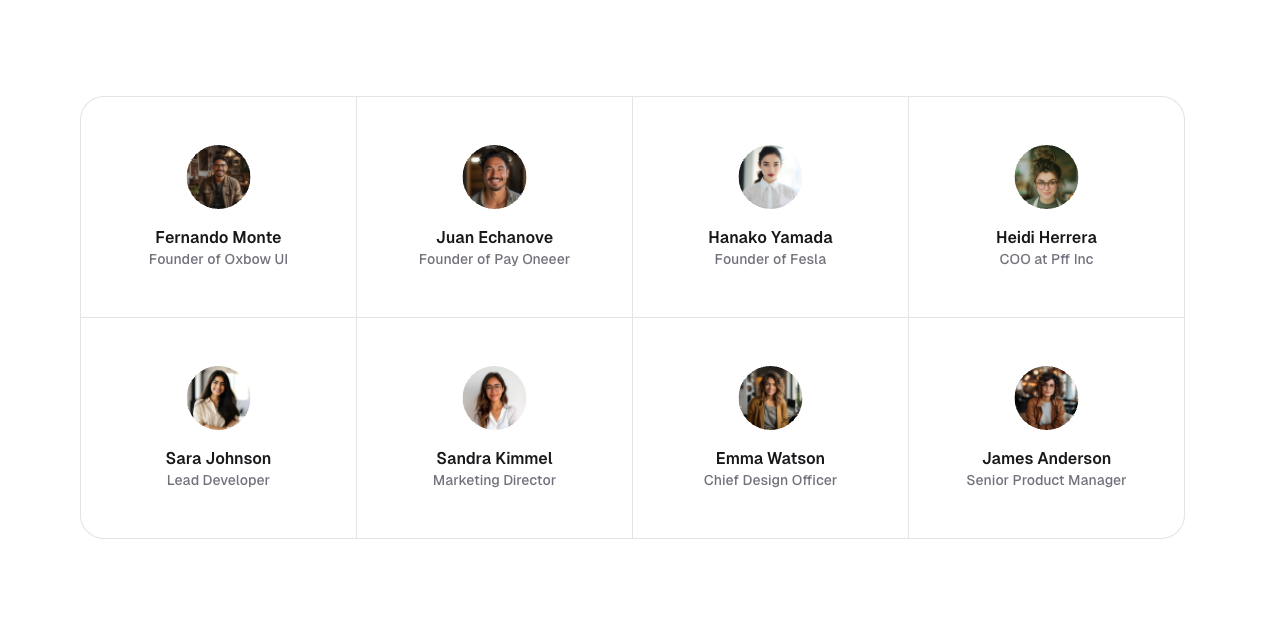 Fernando Monte
Founder of Oxbow UI
Juan Echanove
Founder of Pay Oneeer
Hanako Yamada
Founder of Fesla
Heidi Herrera
COO at Pff Inc
Sara Johnson
Lead Developer
Sandra Kimmel
Marketing Director
Emma Watson
Chief Design Officer
James Anderson
Senior Product Manager